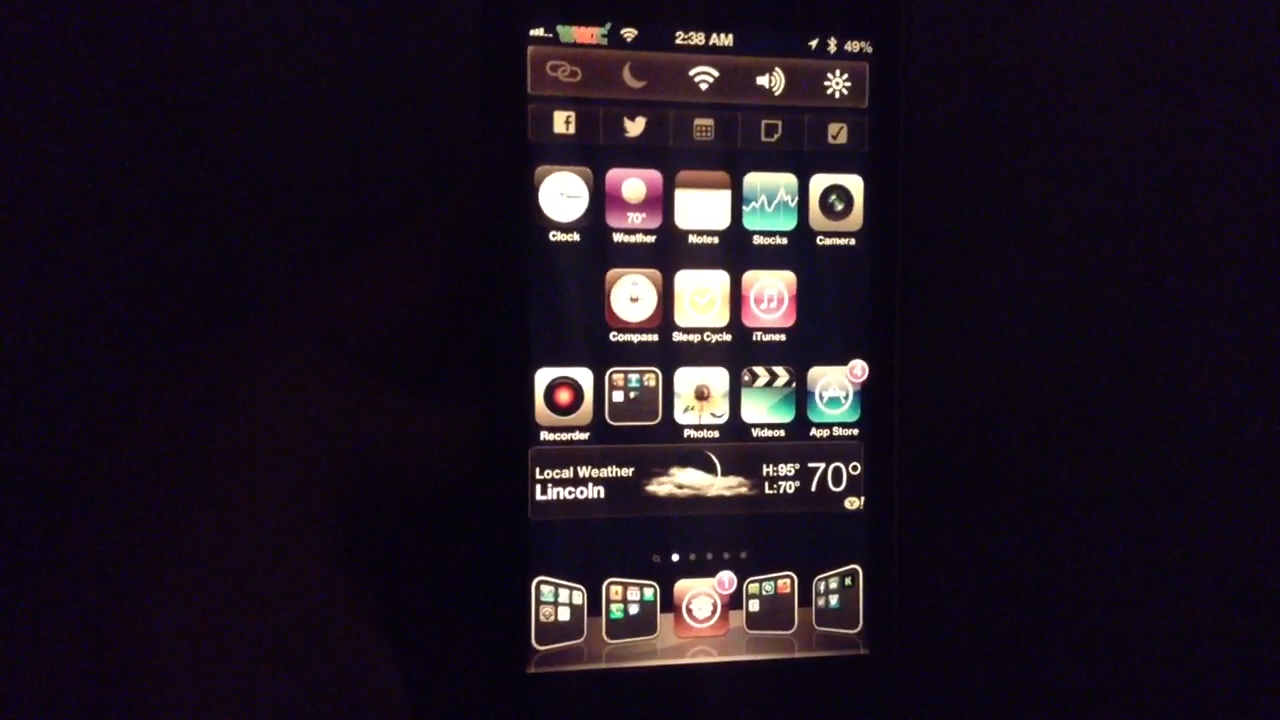 2:38 AM 49%
70°
Clock Weather Notes Stocks Camera
Compass Sleep Cycle iTunes
4
Recorder Photos Videos App Store
Local Weather H:95° 70°
Lincoln L:70°
Y!
1